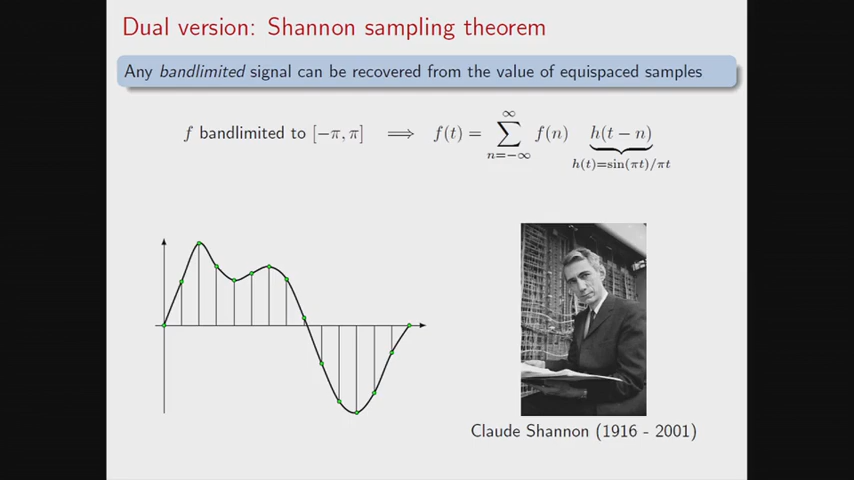 Dual version: Shannon sampling theorem
Any bandlimited signal can be recovered from the value of equispaced samples
f bandlimited to [−π, π] ⟹ f(t) = ∑_{n=−∞}^{∞} f(n) h(t − n)
h(t)=sin(πt)/πt
Claude Shannon (1916 - 2001)